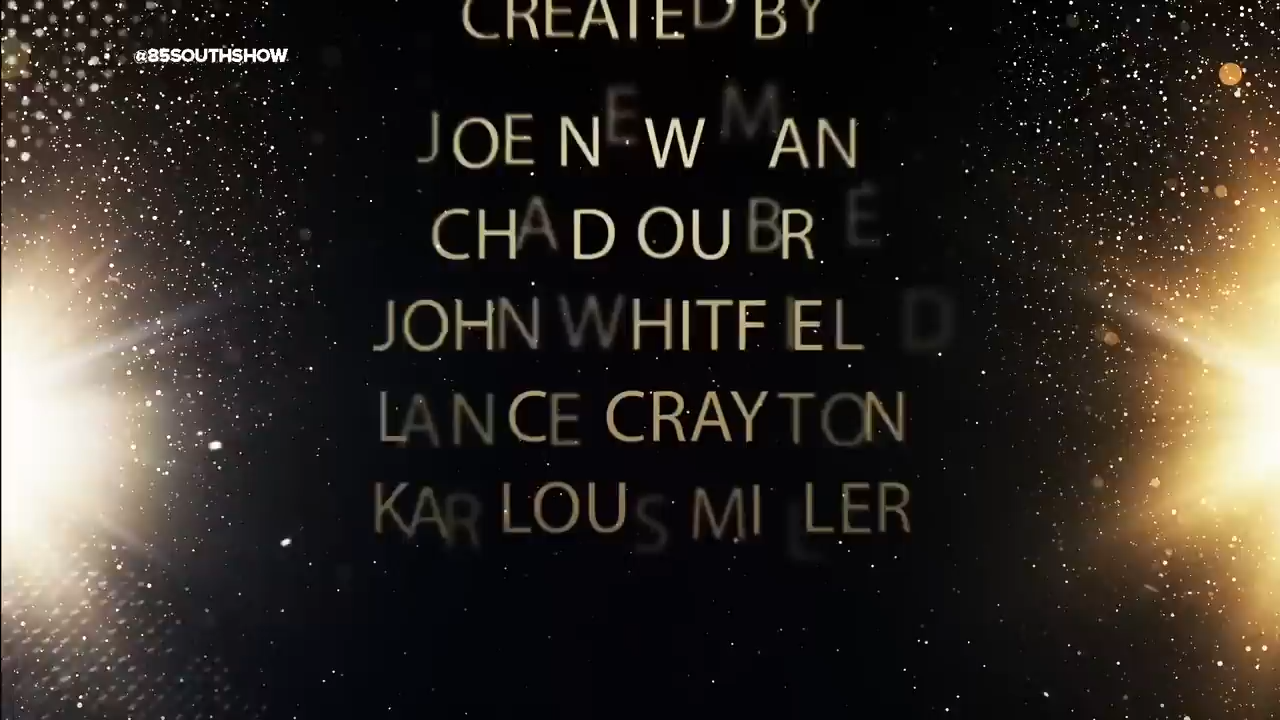 CREATED BY
@85SOUTHSHOW
JOE NEWMAN
CHAD OUBRE
JOHN WHITFIELD
LANCE CRAYTON
KARLOUS MILLER